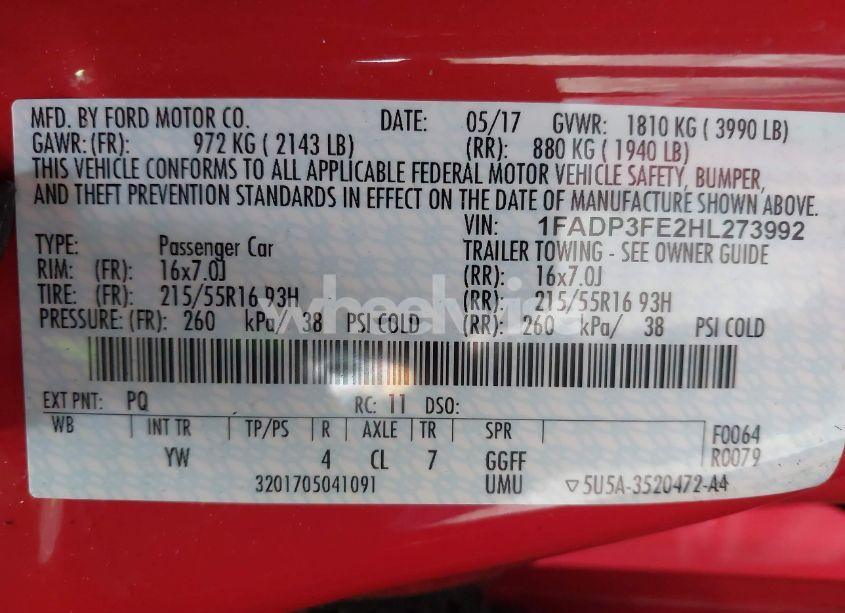 MFD. BY FORD MOTOR CO. DATE: 05/17 GVWR: 1810 KG ( 3990 LB)
GAWR: (FR): 972 KG ( 2143 LB) (RR): 880 KG ( 1940 LB)
THIS VEHICLE CONFORMS TO ALL APPLICABLE FEDERAL MOTOR VEHICLE SAFETY, BUMPER,
AND THEFT PREVENTION STANDARDS IN EFFECT ON THE DATE OF MANUFACTURE SHOWN ABOVE.
VIN: 1FADP3FE2HL273992
TYPE: Passenger Car TRAILER TOWING - SEE OWNER GUIDE
RIM: (FR): 16x7.0J (RR): 16x7.0J
TIRE: (FR): 215/55R16 93H (RR): 215/55R16 93H
PRESSURE: (FR): 260 kPa/ 38 PSI COLD (RR): 260 kPa/ 38 PSI COLD
EXT PNT: PQ RC: 11 DSO:
WB INT TR TP/PS R AXLE TR SPR F0064
YW 4 CL 7 GGFF R0079
3201705041091 UMU ▽5U5A-3520472-A4